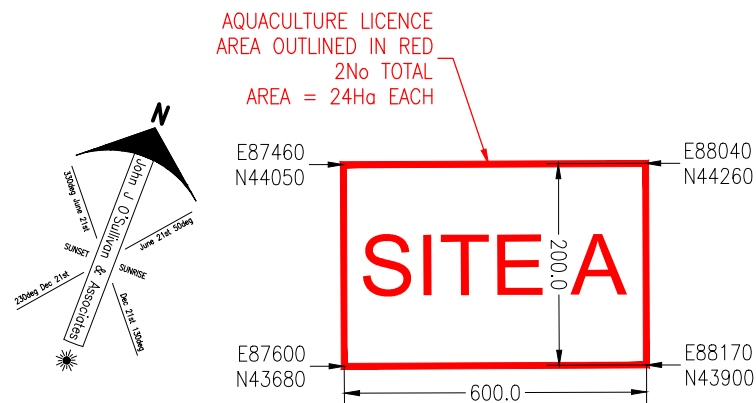 AQUACULTURE LICENCE
AREA OUTLINED IN RED
2No TOTAL
AREA = 24Ha EACH
N
John J O'Sullivan & Associates
330deg June 21st
June 21st 50deg
SUNSET
SUNRISE
230deg Dec 21st
Dec 21st 130deg
E87460
N44050
E88040
N44260
SITE A
200.0
E87600
N43680
E88170
N43900
600.0